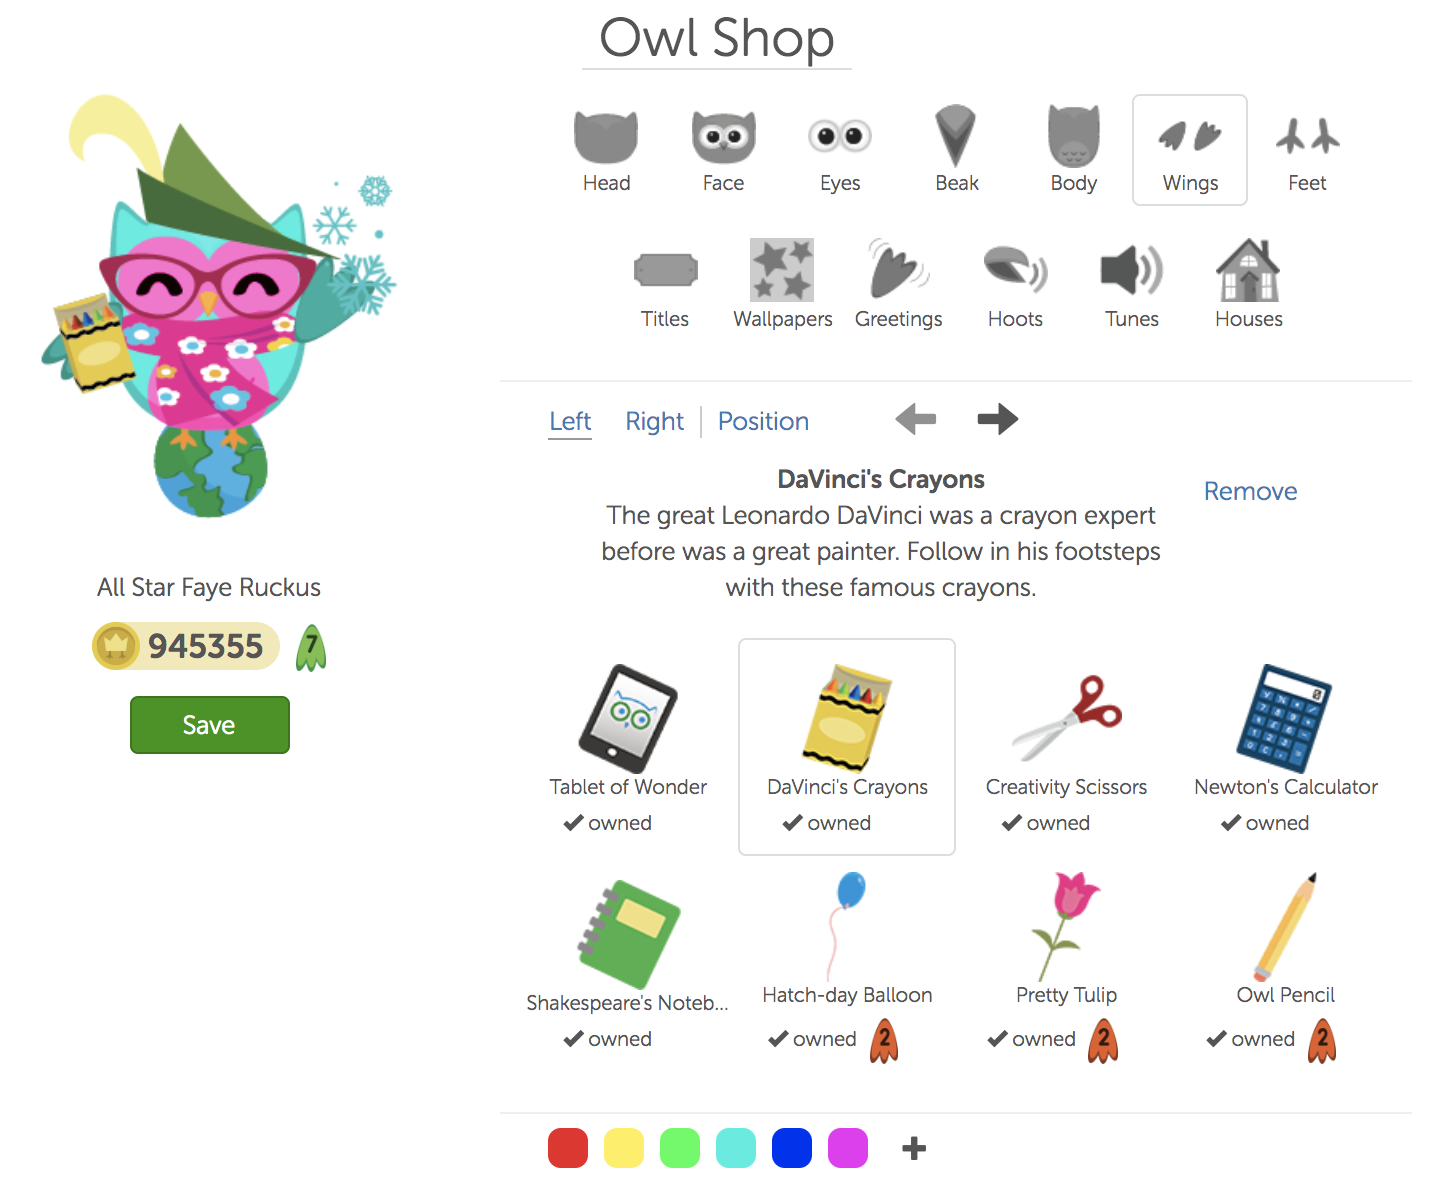 Owl Shop
Head
Face
Eyes
Beak
Body
Wings
Feet
Titles
Wallpapers
Greetings
Hoots
Tunes
Houses
Left
Right
Position
DaVinci's Crayons
The great Leonardo DaVinci was a crayon expert
before was a great painter. Follow in his footsteps
with these famous crayons.
Remove
All Star Faye Ruckus
945355
7
Save
Tablet of Wonder
owned
DaVinci's Crayons
owned
Creativity Scissors
owned
Newton's Calculator
owned
Shakespeare's Noteb...
owned
Hatch-day Balloon
owned 2
Pretty Tulip
owned 2
Owl Pencil
owned 2